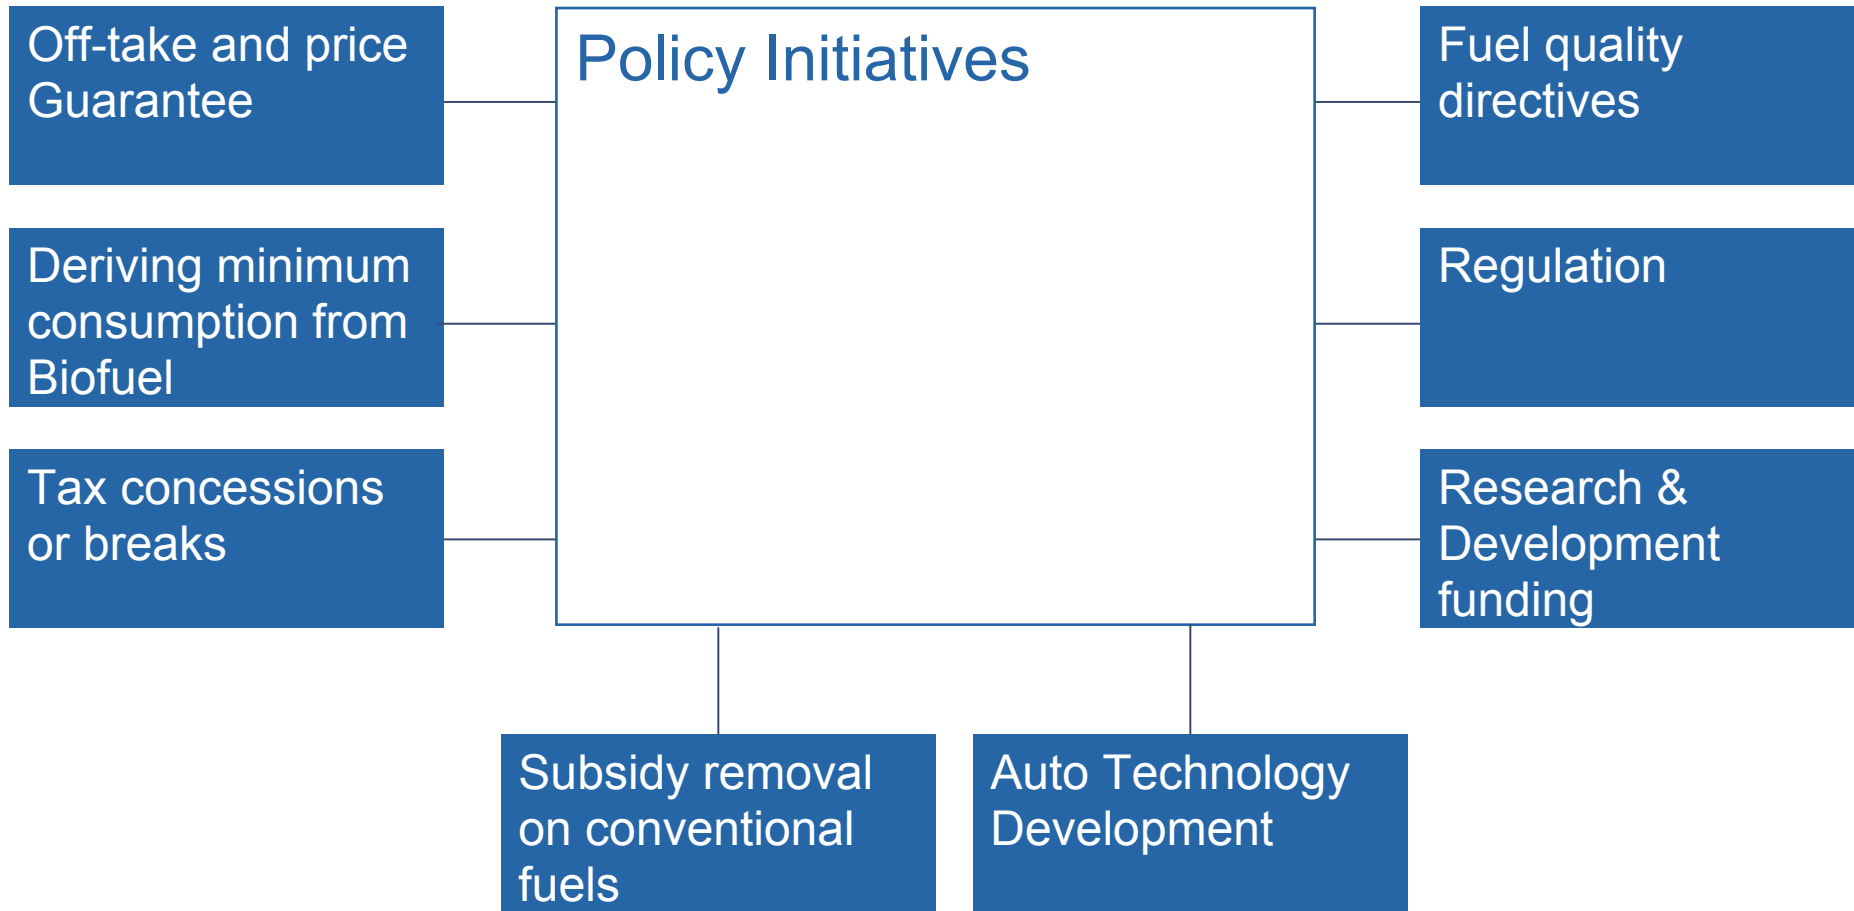 Off-take and price
Guarantee
Policy Initiatives
Fuel quality
directives
Deriving minimum
consumption from
Biofuel
Regulation
Tax concessions
or breaks
Research &
Development
funding
Subsidy removal
on conventional
fuels
Auto Technology
Development